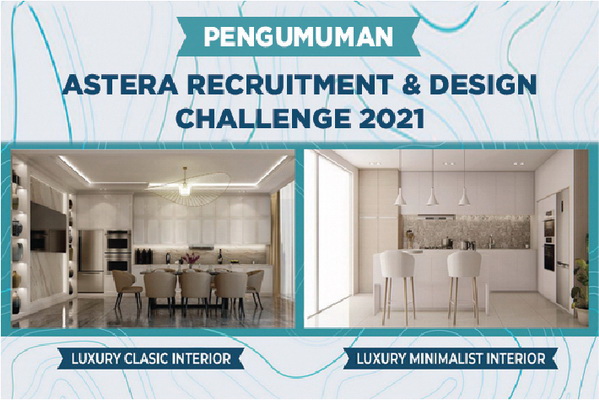 PENGUMUMAN
ASTERA RECRUITMENT & DESIGN
CHALLENGE 2021
LUXURY CLASIC INTERIOR
LUXURY MINIMALIST INTERIOR